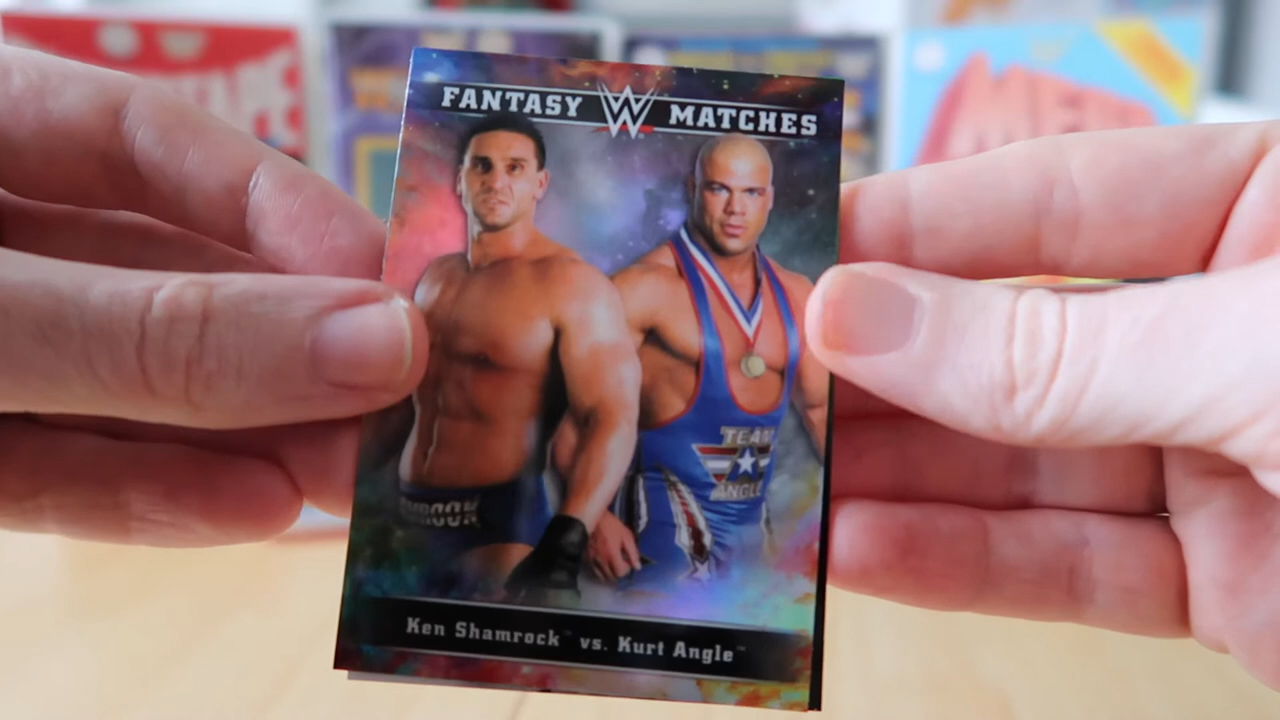 FANTASY W MATCHES
TEAM
ANGLE
Ken Shamrock™ vs. Kurt Angle™